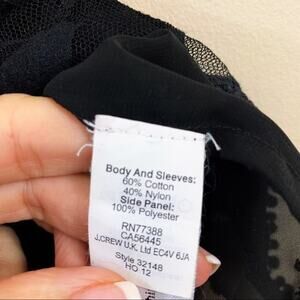 Body And Sleeves:
60% Cotton
40% Nylon
Side Panel:
100% Polyester
RN77388
CA56445
J.CREW U.K. Ltd EC4V 6JA
Style 32148
HO 12